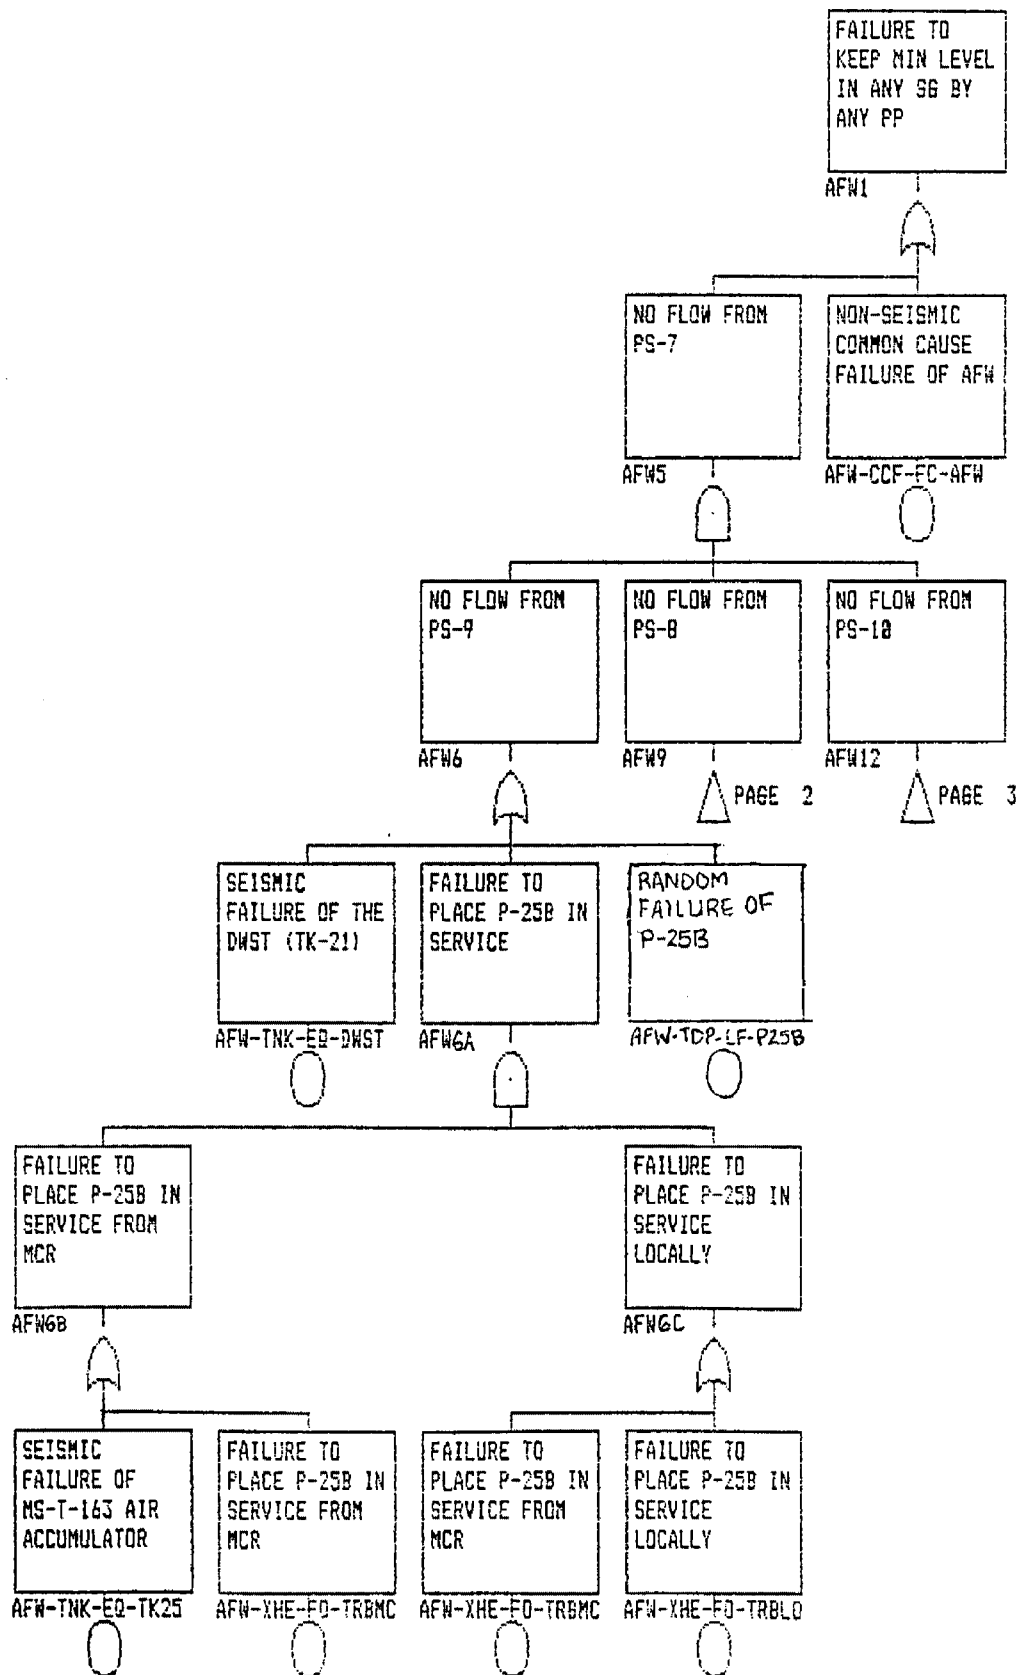 FAILURE TO
KEEP MIN LEVEL
IN ANY SG BY
ANY PP
AFW1
NO FLOW FROM
PS-7
AFW5
NON-SEISMIC
COMMON CAUSE
FAILURE OF AFW
AFW-CCF-FC-AFW
NO FLOW FROM
PS-9
AFW6
NO FLOW FROM
PS-8
AFW9
PAGE 2
NO FLOW FROM
PS-10
AFW12
PAGE 3
SEISMIC
FAILURE OF THE
DWST (TK-21)
AFW-TNK-EQ-DWST
FAILURE TO
PLACE P-25B IN
SERVICE
AFW6A
RANDOM
FAILURE OF
P-25B
AFW-TDP-LF-P25B
FAILURE TO
PLACE P-25B IN
SERVICE FROM
MCR
AFW6B
FAILURE TO
PLACE P-25B IN
SERVICE
LOCALLY
AFW6C
SEISMIC
FAILURE OF
MS-T-163 AIR
ACCUMULATOR
AFW-TNK-EQ-TK25
FAILURE TO
PLACE P-25B IN
SERVICE FROM
MCR
AFW-XHE-FO-TRBMC
FAILURE TO
PLACE P-25B IN
SERVICE FROM
MCR
AFW-XHE-FO-TRBMC
FAILURE TO
PLACE P-25B IN
SERVICE
LOCALLY
AFW-XHE-FO-TRBLO